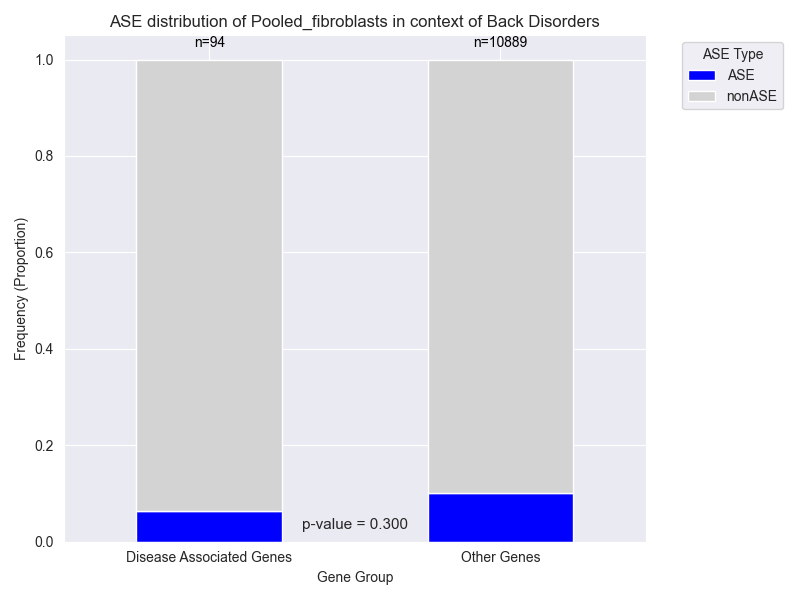 ASE distribution of Pooled_fibroblasts in context of Back Disorders
n=94
n=10889
ASE Type
ASE
nonASE
Frequency (Proportion)
1.0
0.8
0.6
0.4
0.2
0.0
p-value = 0.300
Disease Associated Genes
Other Genes
Gene Group